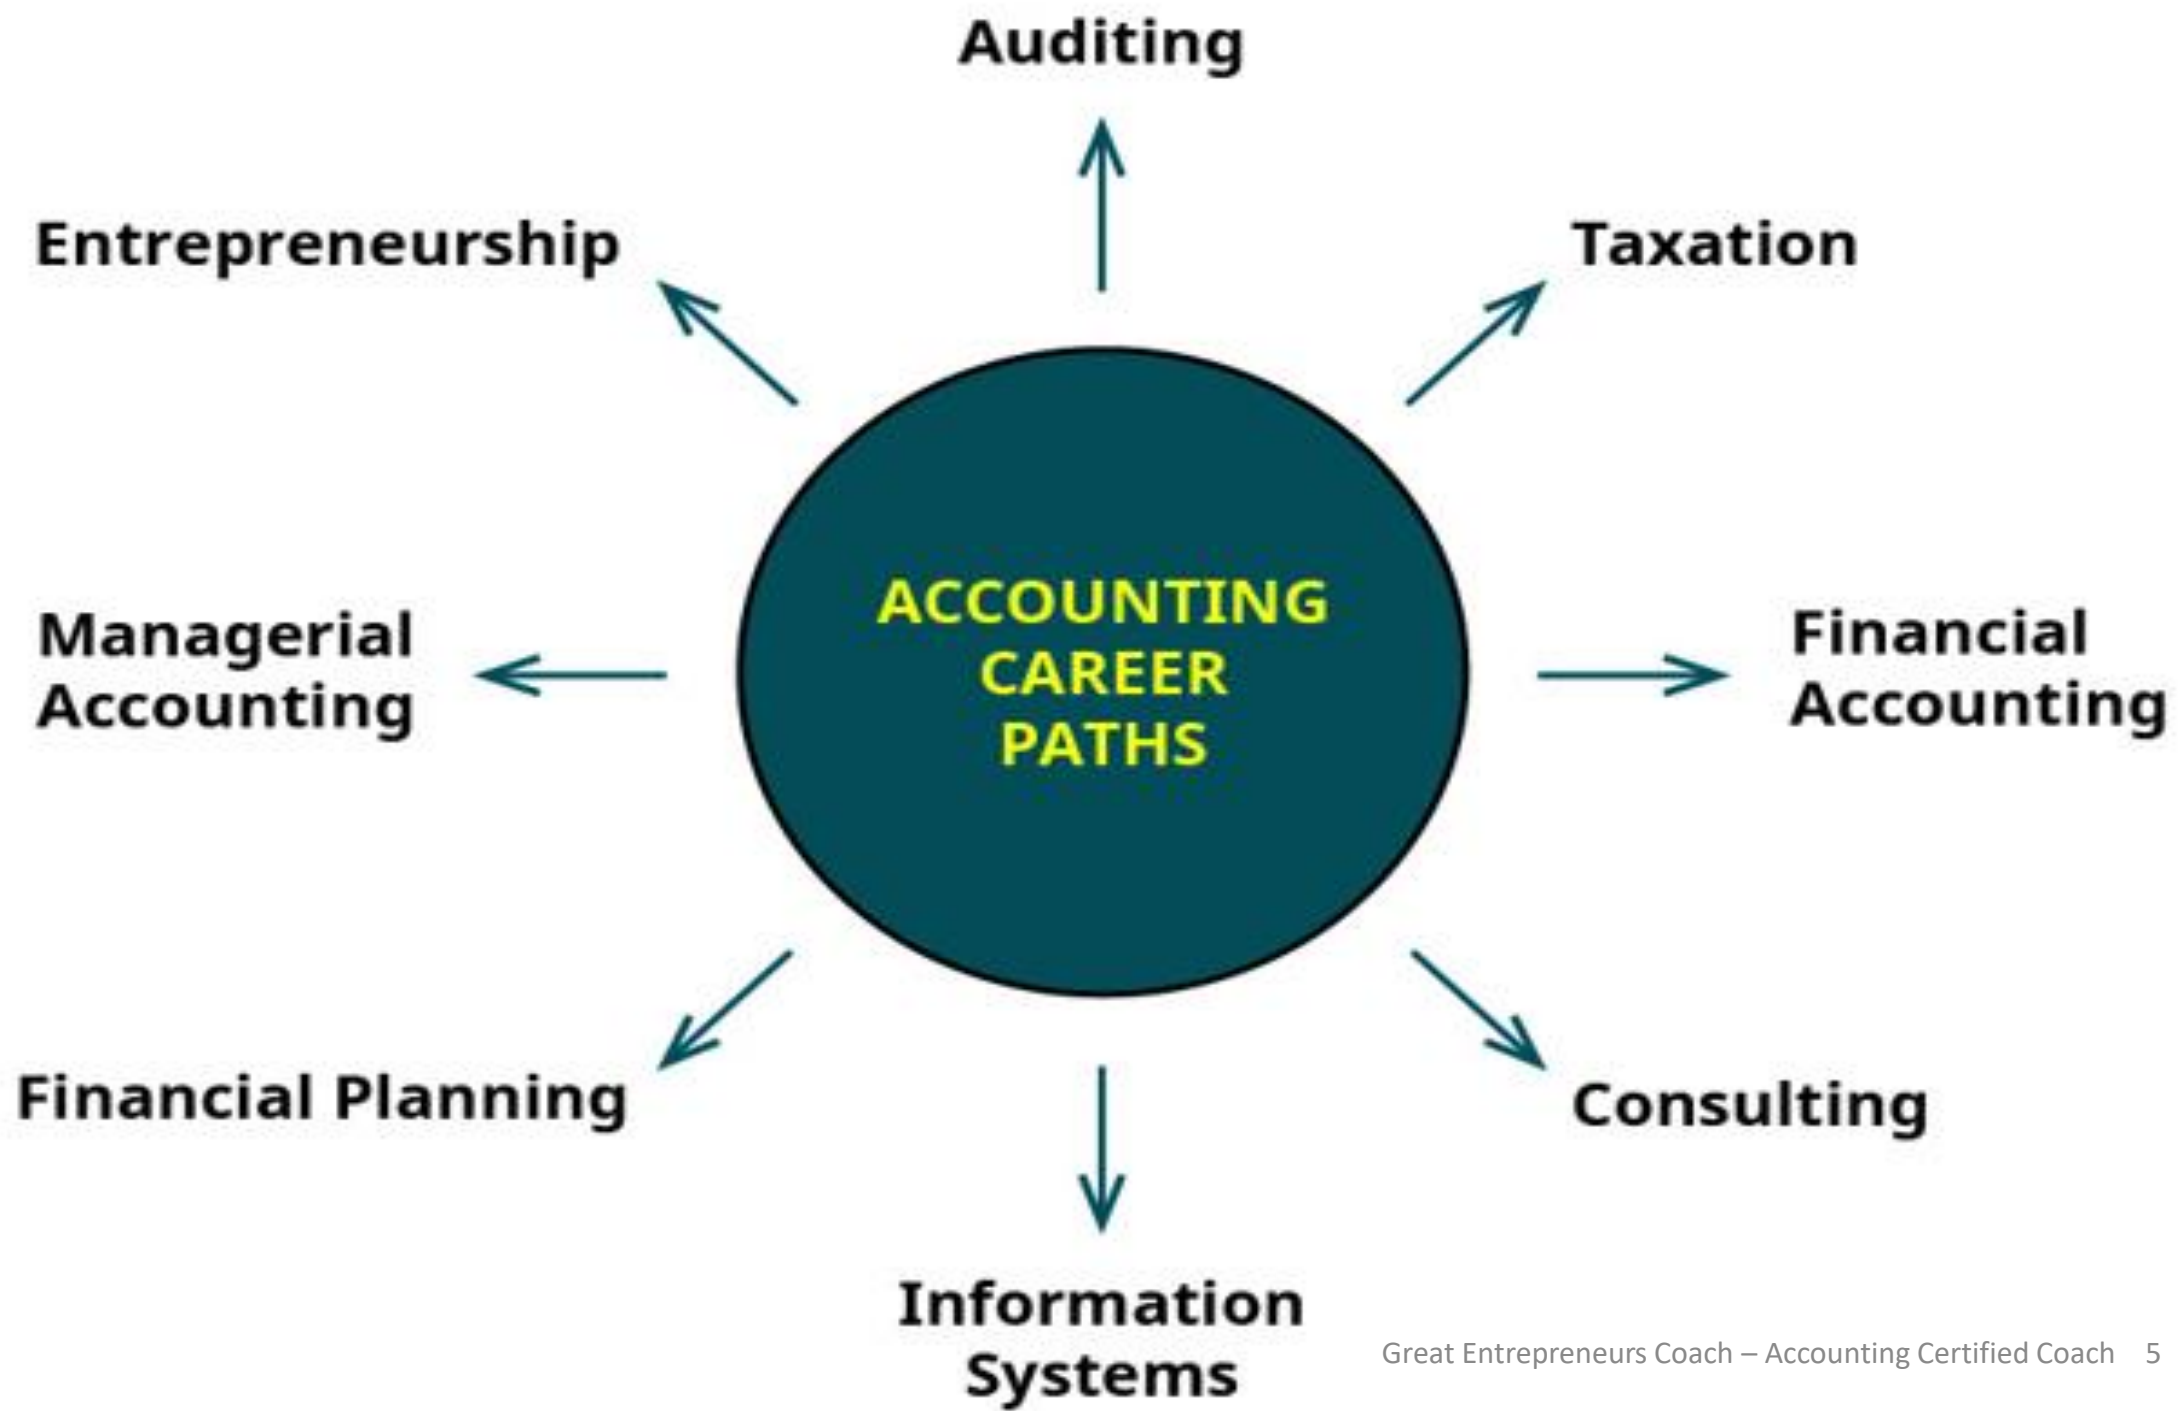 Auditing
Entrepreneurship
Taxation
Managerial
Accounting
ACCOUNTING
CAREER
PATHS
Financial
Accounting
Financial Planning
Consulting
Information
Systems
Great Entrepreneurs Coach – Accounting Certified Coach 5